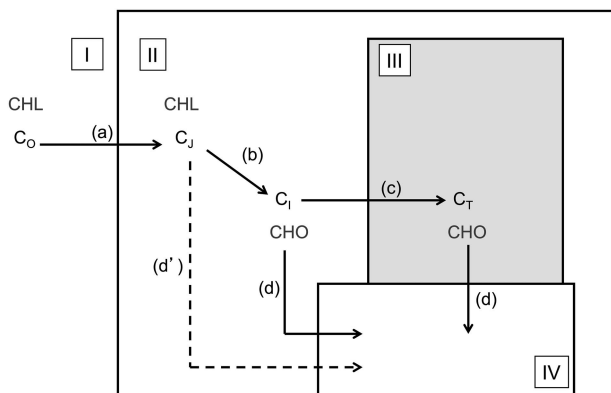 I
II
III
CHL
CHL
C_O
(a)
C_J
(b)
C_I
(c)
C_T
CHO
CHO
(d')
(d)
(d)
IV